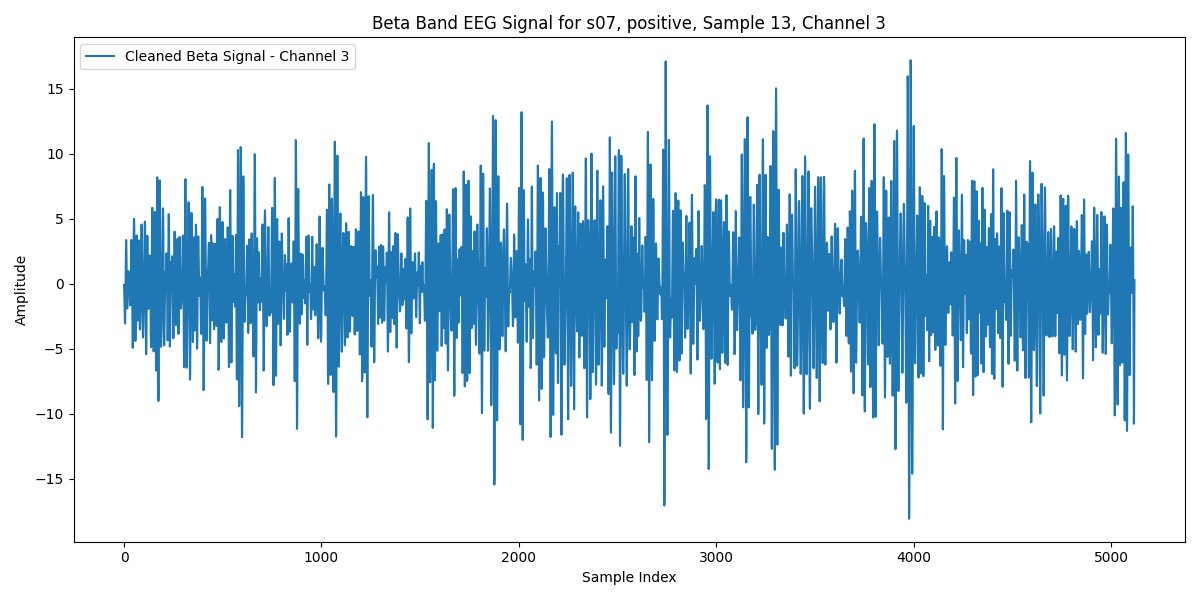 Beta Band EEG Signal for s07, positive, Sample 13, Channel 3
Cleaned Beta Signal - Channel 3
15
10
5
0
−5
−10
−15
Amplitude
0 1000 2000 3000 4000 5000
Sample Index